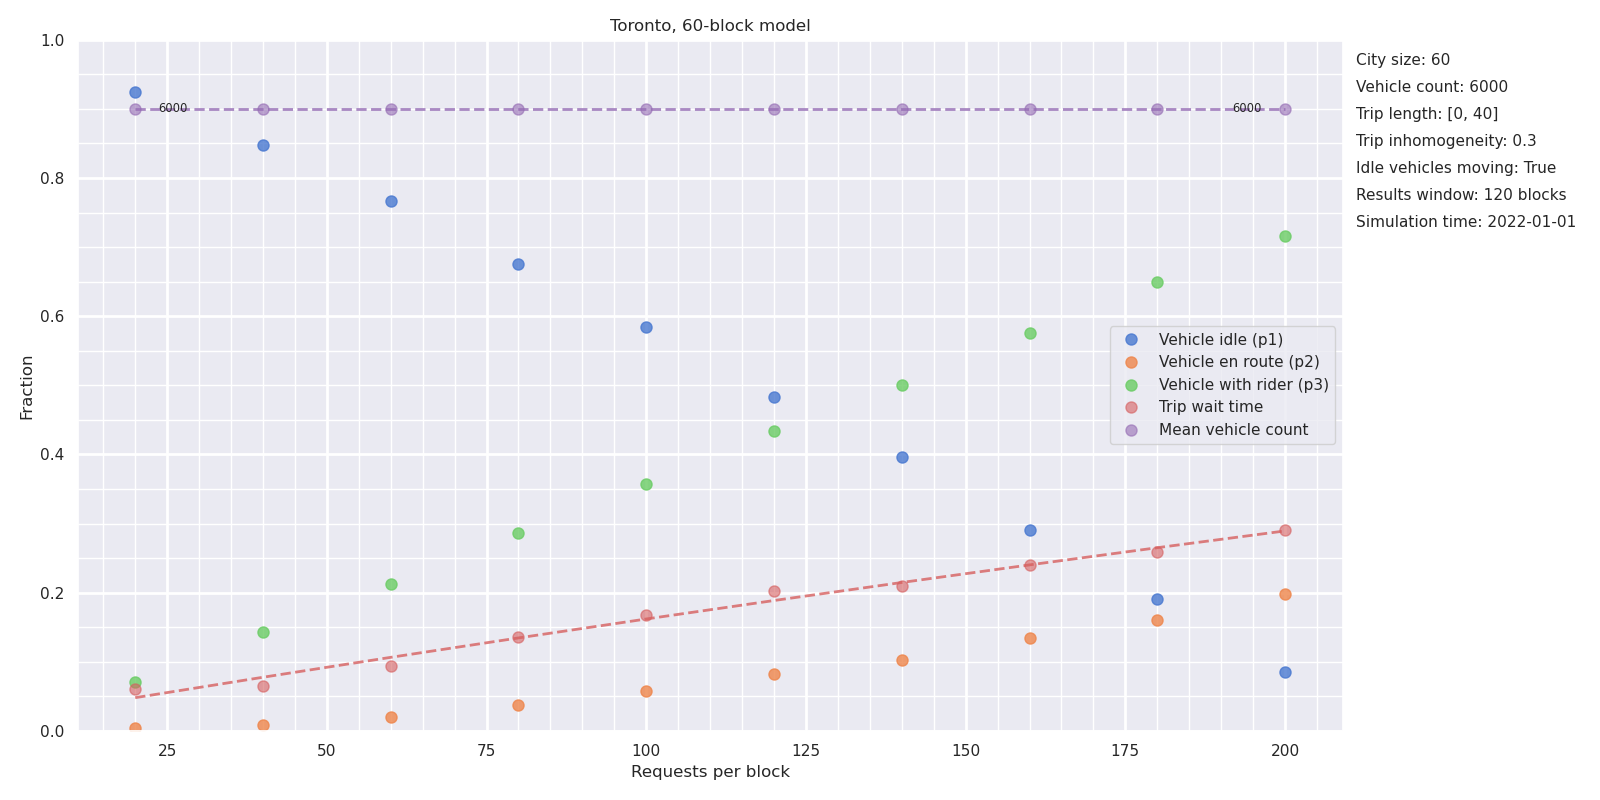 Toronto, 60-block model
1.0
0.8
0.6
0.4
0.2
0.0
Fraction
6000
6000
City size: 60
Vehicle count: 6000
Trip length: [0, 40]
Trip inhomogeneity: 0.3
Idle vehicles moving: True
Results window: 120 blocks
Simulation time: 2022-01-01
Vehicle idle (p1)
Vehicle en route (p2)
Vehicle with rider (p3)
Trip wait time
Mean vehicle count
25 50 75 100 125 150 175 200
Requests per block